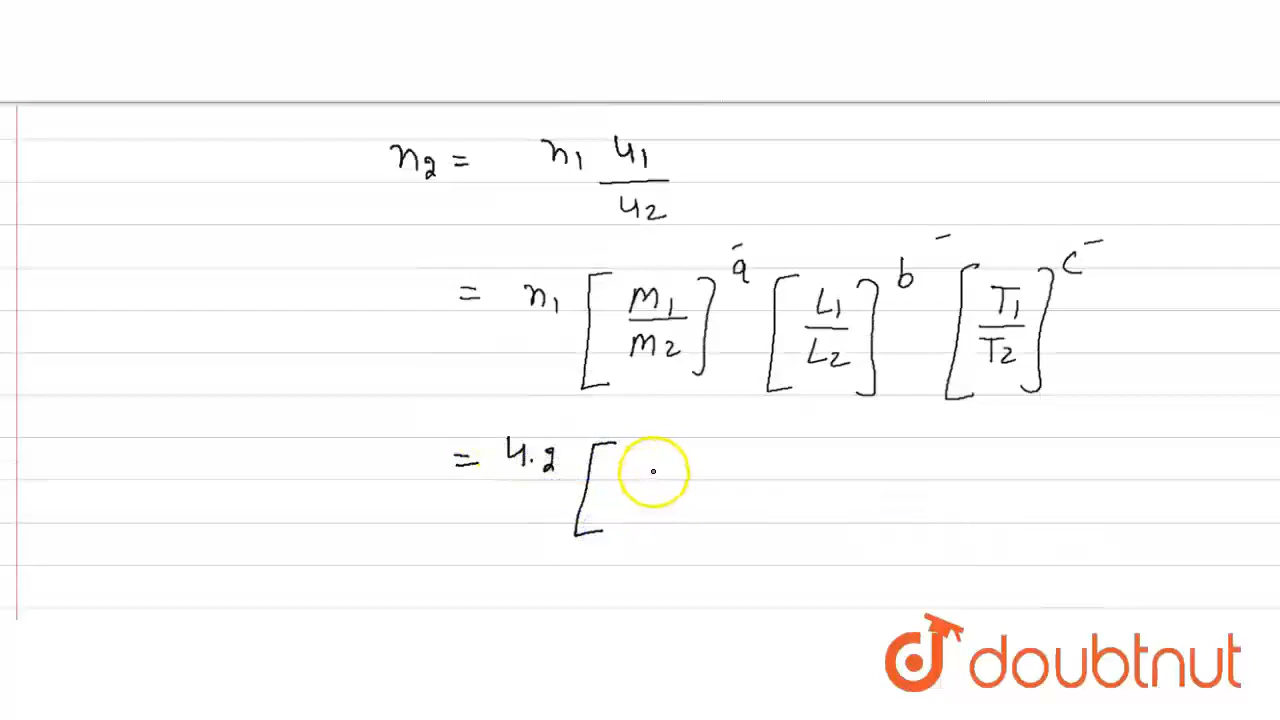 n₂ = n₁ u₁/u₂
= n₁ [M₁/M₂]ᵃ [L₁/L₂]ᵇ [T₁/T₂]ᶜ
= 4.2 [
doubtnut